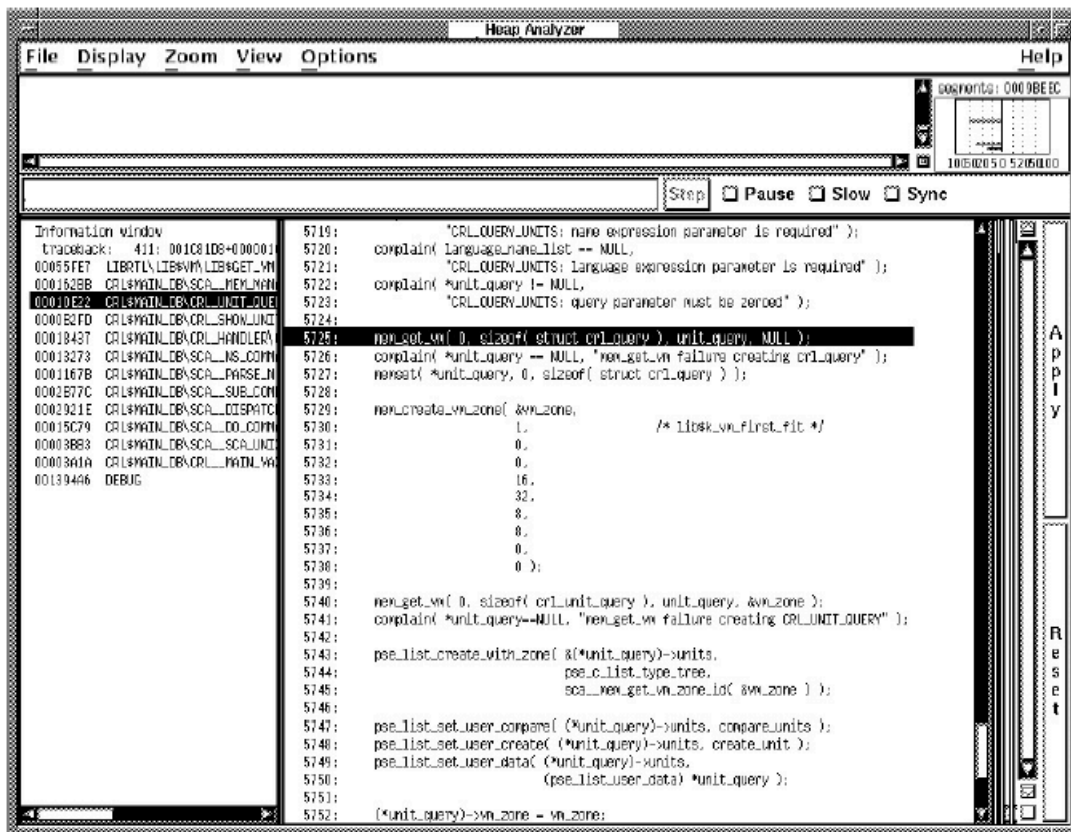 Heap Analyzer
File Display Zoom View Options Help
segments: 0009BEEC
Step Pause Slow Sync
Information window
traceback: 411: 001C81D8+000001
00055FE7 LIBRTL\LIB$VM\LIB$GET_VM
000162BB CRL$MAIN_DB\SCA__MEM_MAN
00010E22 CRL$MAIN_DB\CRL_UNIT_QUE
0000B2FD CRL$MAIN_DB\CRL_SHOW_UNI
00018437 CRL$MAIN_DB\CRL_HANDLER\
00013273 CRL$MAIN_DB\SCA__NS_COMM
0001167B CRL$MAIN_DB\SCA__PARSE_N
0002B77C CRL$MAIN_DB\SCA__SUB_COM
0002921E CRL$MAIN_DB\SCA__DISPATC
00015C79 CRL$MAIN_DB\SCA__DO_COMM
00003BB3 CRL$MAIN_DB\SCA__SCA_UNI
00003A1A CRL$MAIN_DB\CRL__MAIN_VA
001394A6 DEBUG
5719: "CRL_QUERY_UNITS: name expression parameter is required" );
5720: complain( language_name_list == NULL,
5721: "CRL_QUERY_UNITS: language expression parameter is required" );
5722: complain( *unit_query != NULL,
5723: "CRL_QUERY_UNITS: query parameter must be zeroed" );
5724:
5725: mem_get_vm( 0, sizeof( struct crl_query ), unit_query, NULL );
5726: complain( *unit_query == NULL, "mem_get_vm failure creating crl_query" );
5727: memset( *unit_query, 0, sizeof( struct crl_query ) );
5728:
5729: mem_create_vm_zone( &vm_zone,
5730: 1, /* lib$k_vm_first_fit */
5731: 0,
5732: 0,
5733: 16,
5734: 32,
5735: 8,
5736: 8,
5737: 0,
5738: 0 );
5739:
5740: mem_get_vm( 0, sizeof( crl_unit_query ), unit_query, &vm_zone );
5741: complain( *unit_query==NULL, "mem_get_vm failure creating CRL_UNIT_QUERY" );
5742:
5743: pse_list_create_with_zone( &(*unit_query)->units,
5744: pse_c_list_type_tree,
5745: sca__mem_get_vm_zone_id( &vm_zone ) );
5746:
5747: pse_list_set_user_compare( (*unit_query)->units, compare_units );
5748: pse_list_set_user_create( (*unit_query)->units, create_unit );
5749: pse_list_set_user_data( (*unit_query)->units,
5750: (pse_list_user_data) *unit_query );
5751:
5752: (*unit_query)->vm_zone = vm_zone;
Apply
Reset